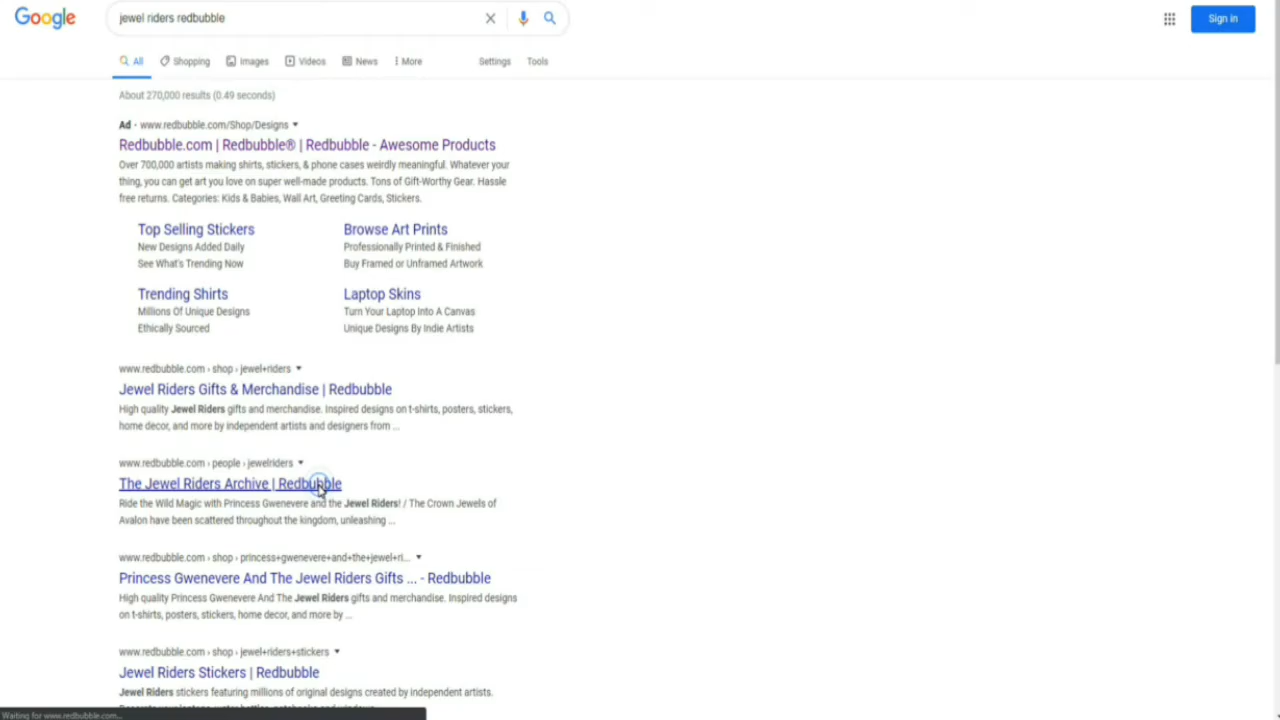 Google
jewel riders redbubble
Sign in
All Shopping Images Videos News More Settings Tools
About 270,000 results (0.49 seconds)
Ad · www.redbubble.com/Shop/Designs
Redbubble.com | Redbubble® | Redbubble - Awesome Products
Over 700,000 artists making shirts, stickers, & phone cases weirdly meaningful. Whatever your
thing, you can get art you love on super well-made products. Tons of Gift-Worthy Gear. Hassle
free returns. Categories: Kids & Babies, Wall Art, Greeting Cards, Stickers.
Top Selling Stickers
New Designs Added Daily
See What's Trending Now
Browse Art Prints
Professionally Printed & Finished
Buy Framed or Unframed Artwork
Trending Shirts
Millions Of Unique Designs
Ethically Sourced
Laptop Skins
Turn Your Laptop Into A Canvas
Unique Designs By Indie Artists
www.redbubble.com › shop › jewel+riders
Jewel Riders Gifts & Merchandise | Redbubble
High quality Jewel Riders gifts and merchandise. Inspired designs on t-shirts, posters, stickers,
home decor, and more by independent artists and designers from ...
www.redbubble.com › people › jewelriders
The Jewel Riders Archive | Redbubble
Ride the Wild Magic with Princess Gwenevere and the Jewel Riders! / The Crown Jewels of
Avalon have been scattered throughout the kingdom, unleashing ...
www.redbubble.com › shop › princess+gwenevere+and+the+jewel+ri...
Princess Gwenevere And The Jewel Riders Gifts ... - Redbubble
High quality Princess Gwenevere And The Jewel Riders gifts and merchandise. Inspired designs
on t-shirts, posters, stickers, home decor, and more by ...
www.redbubble.com › shop › jewel+riders+stickers
Jewel Riders Stickers | Redbubble
Jewel Riders stickers featuring millions of original designs created by independent artists.
Waiting for www.redbubble.com...